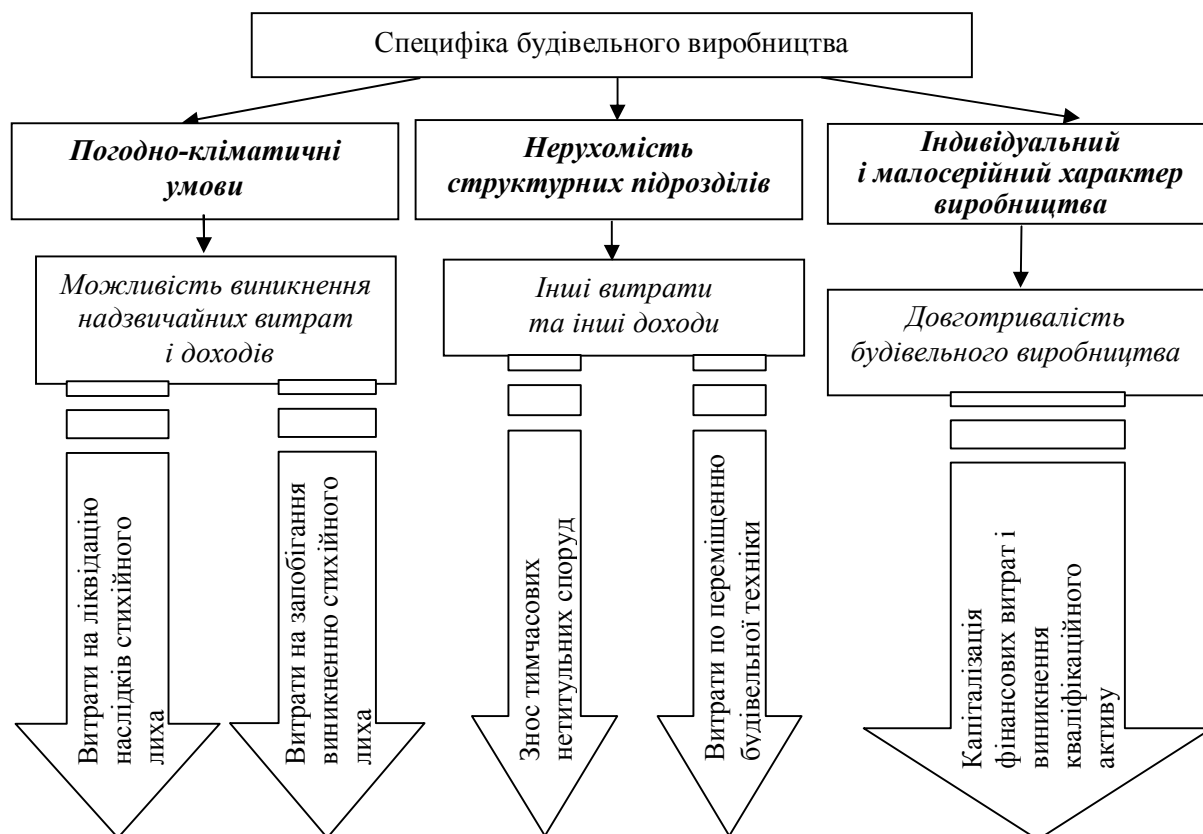 Специфіка будівельного виробництва
Погодно-кліматичні
умови
Нерухомість
структурних підрозділів
Індивідуальний
і малосерійний характер
виробництва
Можливість виникнення
надзвичайних витрат
і доходів
Інші витрати
та інші доходи
Довготривалість
будівельного виробництва
Витрати на ліквідацію
наслідків стихійного
лиха
Витрати на запобігання
виникненню стихійного
лиха
Знос тимчасових
нетитульних споруд
Витрати по переміщенню
будівельної техніки
Капіталізація
фінансових витрат і
виникнення
кваліфікаційного
активу